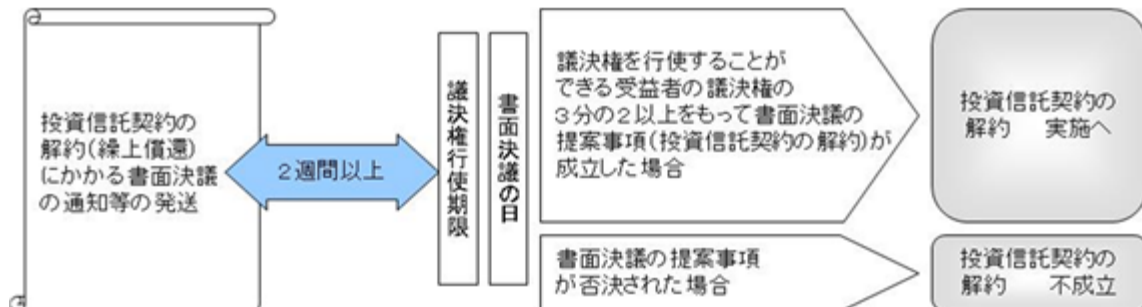 投資信託契約の
解約(繰上償還)
にかかる書面決議
の通知等の発送
2週間以上
議決権行使期限
書面決議の日
議決権を行使することが
できる受益者の議決権の
3分の2以上をもって書面決議の
提案事項(投資信託契約の解約)が
成立した場合
投資信託契約の
解約　実施へ
書面決議の提案事項
が否決された場合
投資信託契約の
解約　不成立